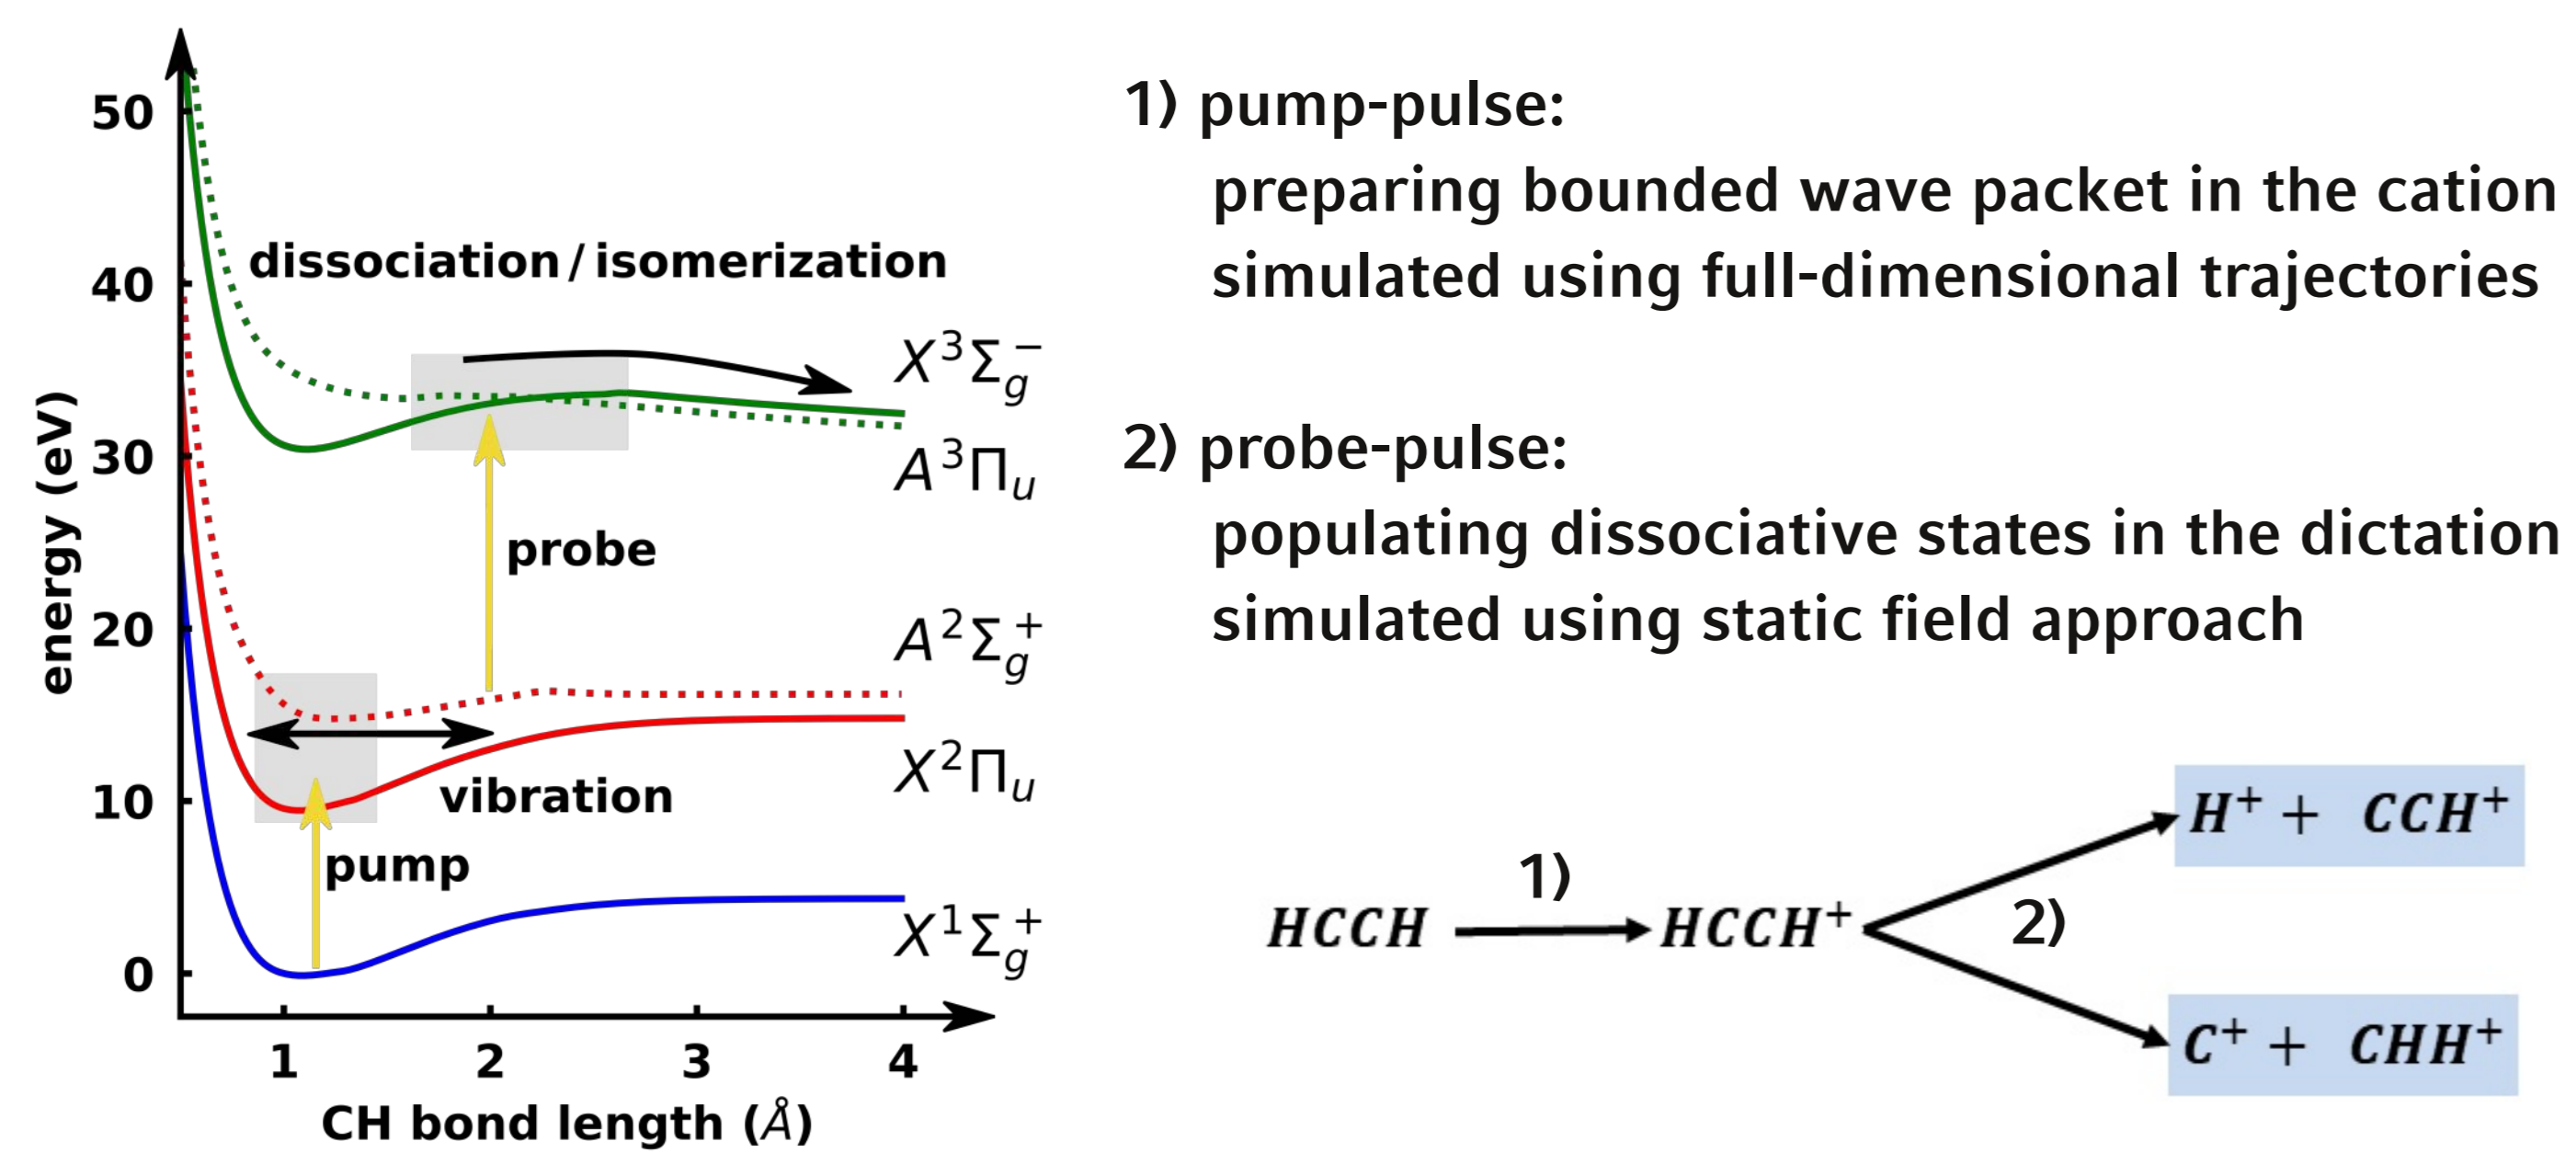 50
40
30
20
10
0
energy (eV)
1 2 3 4
CH bond length (Å)
dissociation / isomerization
probe
vibration
pump
X³Σg⁻
A³Πu
A²Σg⁺
X²Πu
X¹Σg⁺
1) pump-pulse:
preparing bounded wave packet in the cation
simulated using full-dimensional trajectories
2) probe-pulse:
populating dissociative states in the dictation
simulated using static field approach
HCCH 1) HCCH⁺ 2)
H⁺ + CCH⁺
C⁺ + CHH⁺